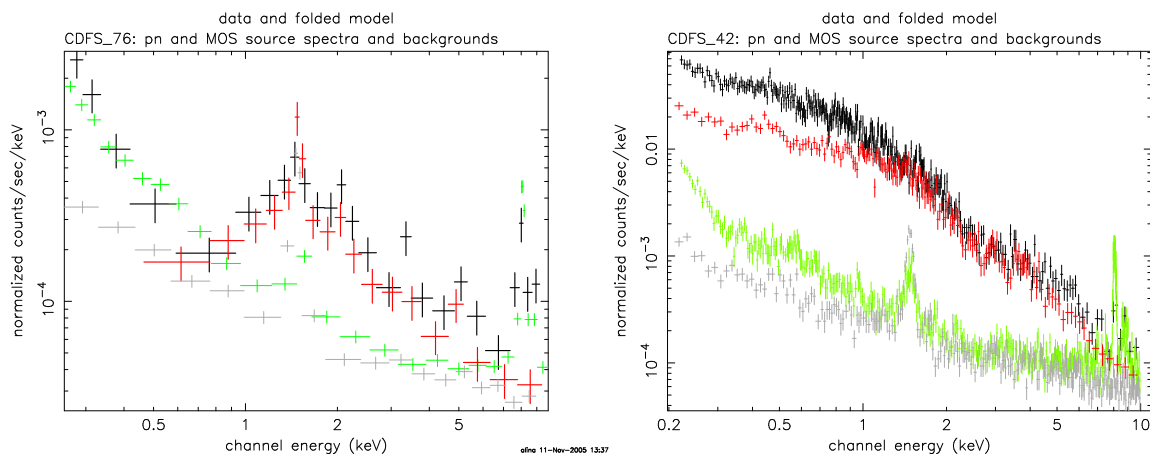 data and folded model
CDFS_76: pn and MOS source spectra and backgrounds
normalized counts/sec/keV
10⁻³
10⁻⁴
0.5 1 2 5
channel energy (keV)
alina 11-Nov-2005 13:37
data and folded model
CDFS_42: pn and MOS source spectra and backgrounds
normalized counts/sec/keV
0.01
10⁻³
10⁻⁴
0.2 0.5 1 2 5 10
channel energy (keV)